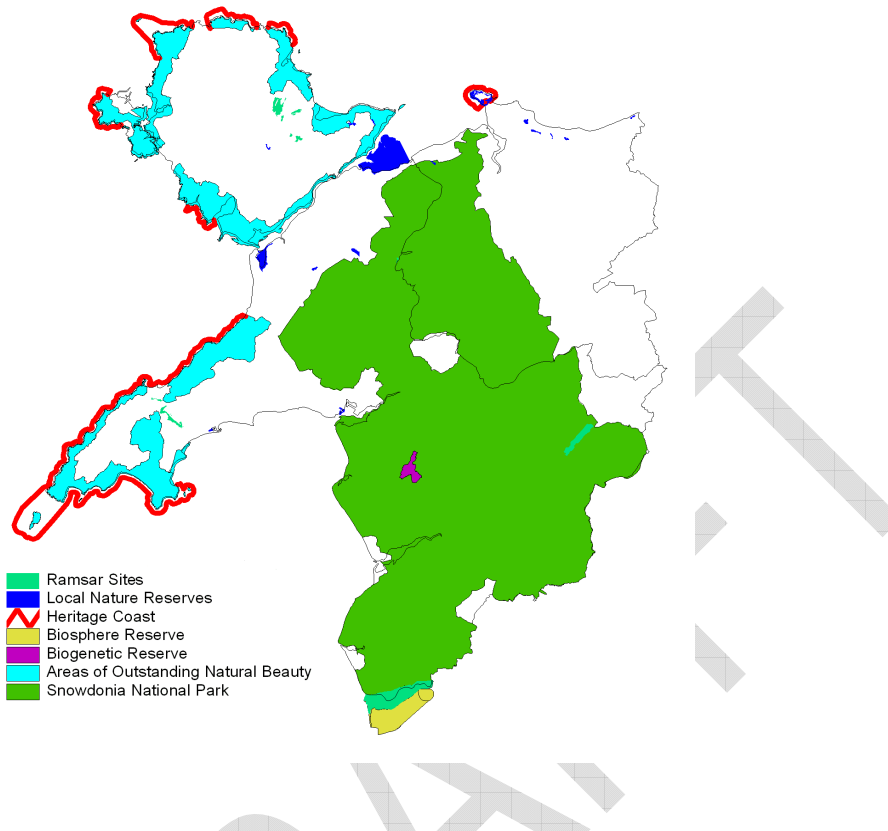 Ramsar Sites
Local Nature Reserves
Heritage Coast
Biosphere Reserve
Biogenetic Reserve
Areas of Outstanding Natural Beauty
Snowdonia National Park